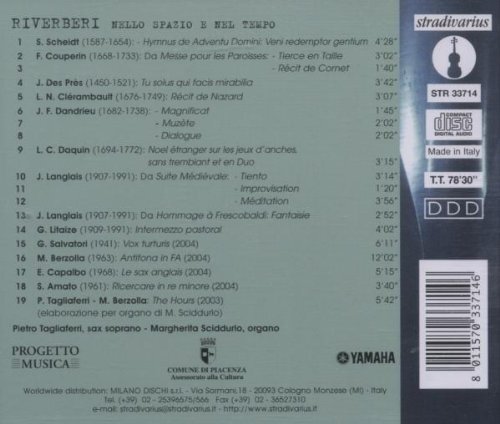 RIVERBERI NELLO SPAZIO E NEL TEMPO
1 S. Scheidt (1587-1654): - Hymnus de Adventu Domini: Veni redemptor gentium 4'28"
2 F. Couperin (1668-1733): Da Messe pour les Paroisses: - Tierce en Taille 3'02"
3 - Récit de Cornet 1'40"
4 J. Des Près (1450-1521): Tu solus qui facis mirabilia 3'42"
5 L. N. Clérambault (1676-1749): Récit de Nazard 3'07"
6 J. F. Dandrieu (1682-1738): - Magnificat 1'45"
7 - Muzète 2'02"
8 - Dialogue 2'02"
9 L. C. Daquin (1694-1772): Noel étranger sur les jeux d'anches,
sans tremblant et en Duo 3'15"
10 J. Langlais (1907-1991): Da Suite Médiévale: - Tiento 3'14"
11 - Improvisation 1'20"
12 - Méditation 3'56"
13 J. Langlais (1907-1991): Da Hommage à Frescobaldi: Fantaisie 2'52"
14 G. Litaize (1909-1991): Intermezzo pastoral 4'02"
15 G. Salvatori (1941): Vox turturis (2004) 6'11"
16 M. Berzolla (1963): Antifona in FA (2004) 12'02"
17 E. Capalbo (1968): Le sax anglais (2004) 5'15"
18 S. Amato (1961): Ricercare in re minore (2004) 3'40"
19 P. Tagliaferri - M. Berzolla: The Hours (2003) 5'42"
(elaborazione per organo di M. Sciddurlo)
Pietro Tagliaferri, sax soprano - Margherita Sciddurlo, organo
PROGETTO
MUSICA
COMUNE DI PIACENZA
Assessorato alla Cultura
YAMAHA
Worldwide distribution: MILANO DISCHI s.r.l. - Via Sormani,18 - 20093 Cologno Monzese (MI) - Italy
Tel. (+39) 02 - 25396575/566 Fax (+39) 02 - 36527310
e-mail: stradivarius@stradivarius.it http://www.stradivarius.it
stradivarius
STR 33714
COMPACT
disc
DIGITAL AUDIO
Made in Italy
T.T. 78'30"
DDD
8 011570 337146